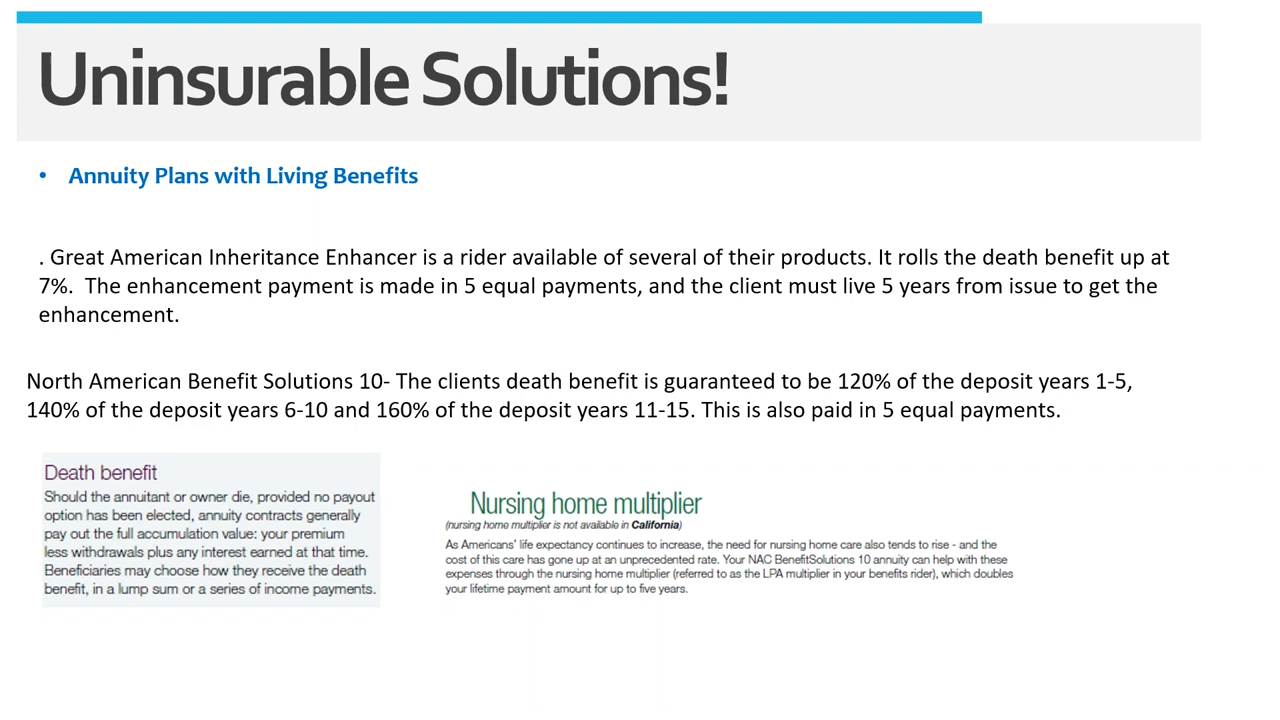 Uninsurable Solutions!
• Annuity Plans with Living Benefits
. Great American Inheritance Enhancer is a rider available of several of their products. It rolls the death benefit up at
7%.  The enhancement payment is made in 5 equal payments, and the client must live 5 years from issue to get the
enhancement.
North American Benefit Solutions 10- The clients death benefit is guaranteed to be 120% of the deposit years 1-5,
140% of the deposit years 6-10 and 160% of the deposit years 11-15. This is also paid in 5 equal payments.
Death benefit
Should the annuitant or owner die, provided no payout
option has been elected, annuity contracts generally
pay out the full accumulation value: your premium
less withdrawals plus any interest earned at that time.
Beneficiaries may choose how they receive the death
benefit, in a lump sum or a series of income payments.
Nursing home multiplier
(nursing home multiplier is not available in California)
As Americans' life expectancy continues to increase, the need for nursing home care also tends to rise - and the
cost of this care has gone up at an unprecedented rate. Your NAC BenefitSolutions 10 annuity can help with these
expenses through the nursing home multiplier (referred to as the LPA multiplier in your benefits rider), which doubles
your lifetime payment amount for up to five years.